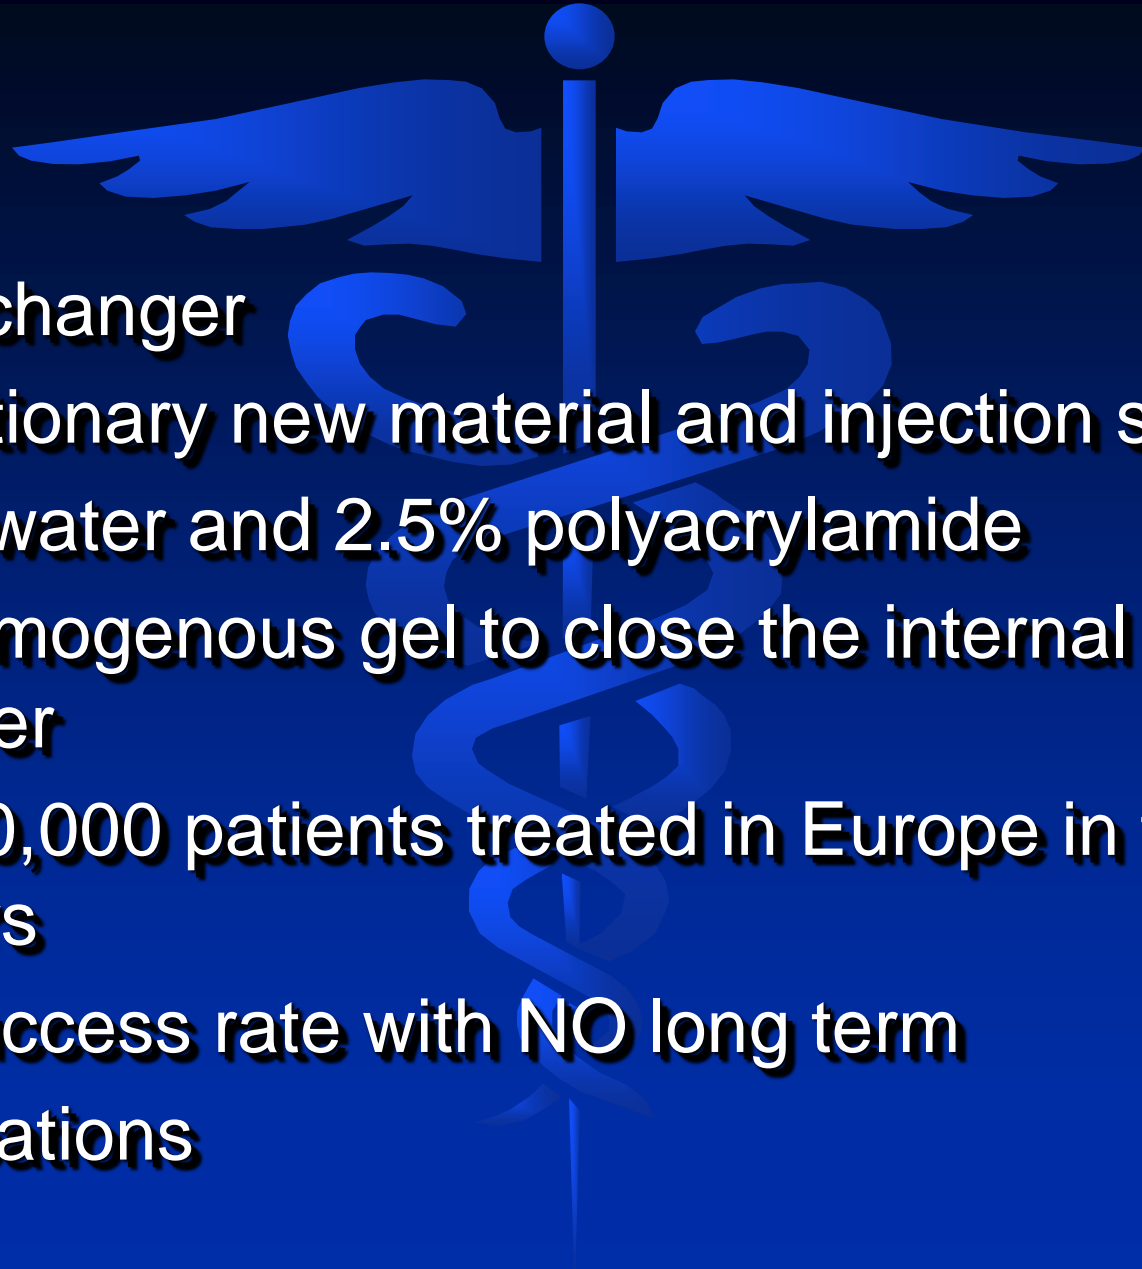 changer
tionary new material and injection s
water and 2.5% polyacrylamide
mogenous gel to close the internal
er
0,000 patients treated in Europe in
s
ccess rate with NO long term
ations